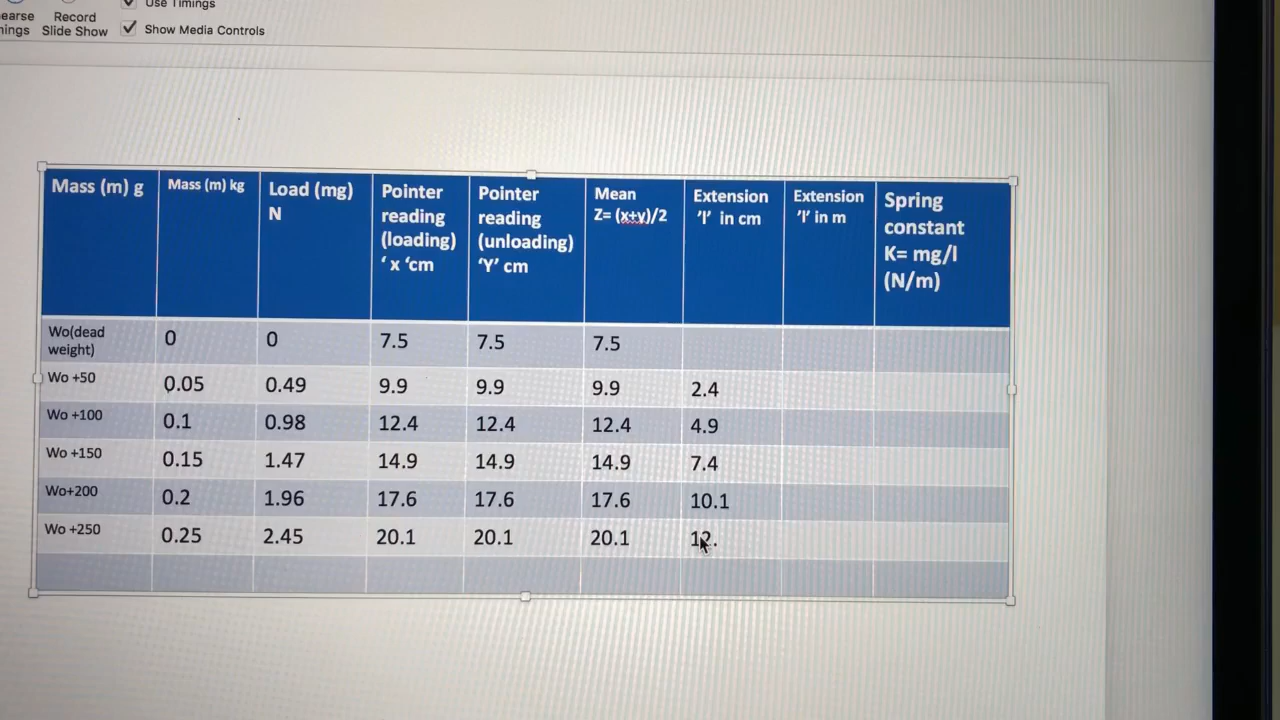 Use Timings
earse Record
nings Slide Show Show Media Controls
Mass (m) g Mass (m) kg Load (mg) N Pointer reading (loading) ‘ x ‘cm Pointer reading (unloading) ‘Y’ cm Mean Z= (x+y)/2 Extension ’l’ in cm Extension ’l’ in m Spring constant K= mg/l (N/m)
Wo(dead weight) 0 0 7.5 7.5 7.5
Wo +50 0.05 0.49 9.9 9.9 9.9 2.4
Wo +100 0.1 0.98 12.4 12.4 12.4 4.9
Wo +150 0.15 1.47 14.9 14.9 14.9 7.4
Wo+200 0.2 1.96 17.6 17.6 17.6 10.1
Wo +250 0.25 2.45 20.1 20.1 20.1 12.